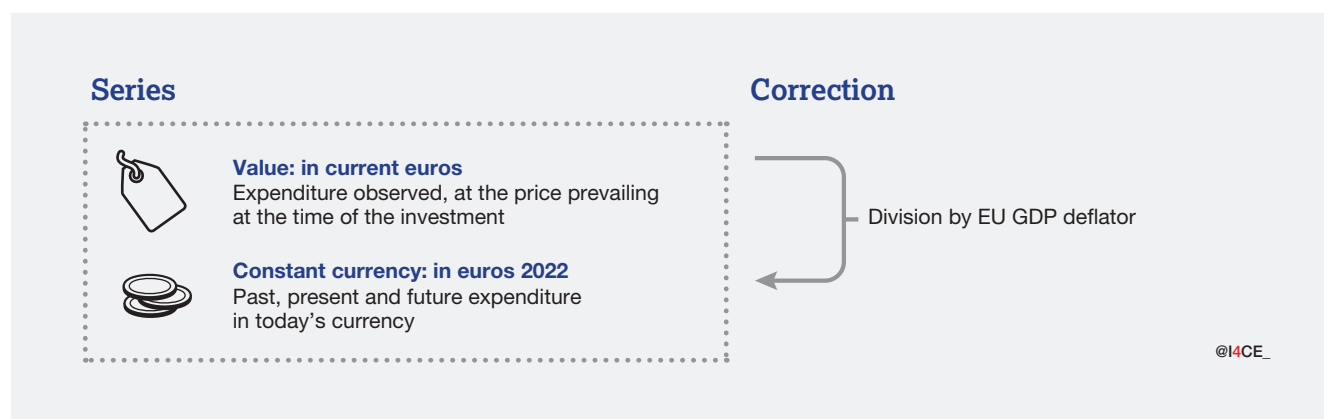 Series
Correction
Value: in current euros
Expenditure observed, at the price prevailing
at the time of the investment
Division by EU GDP deflator
Constant currency: in euros 2022
Past, present and future expenditure
in today's currency
@I4CE_